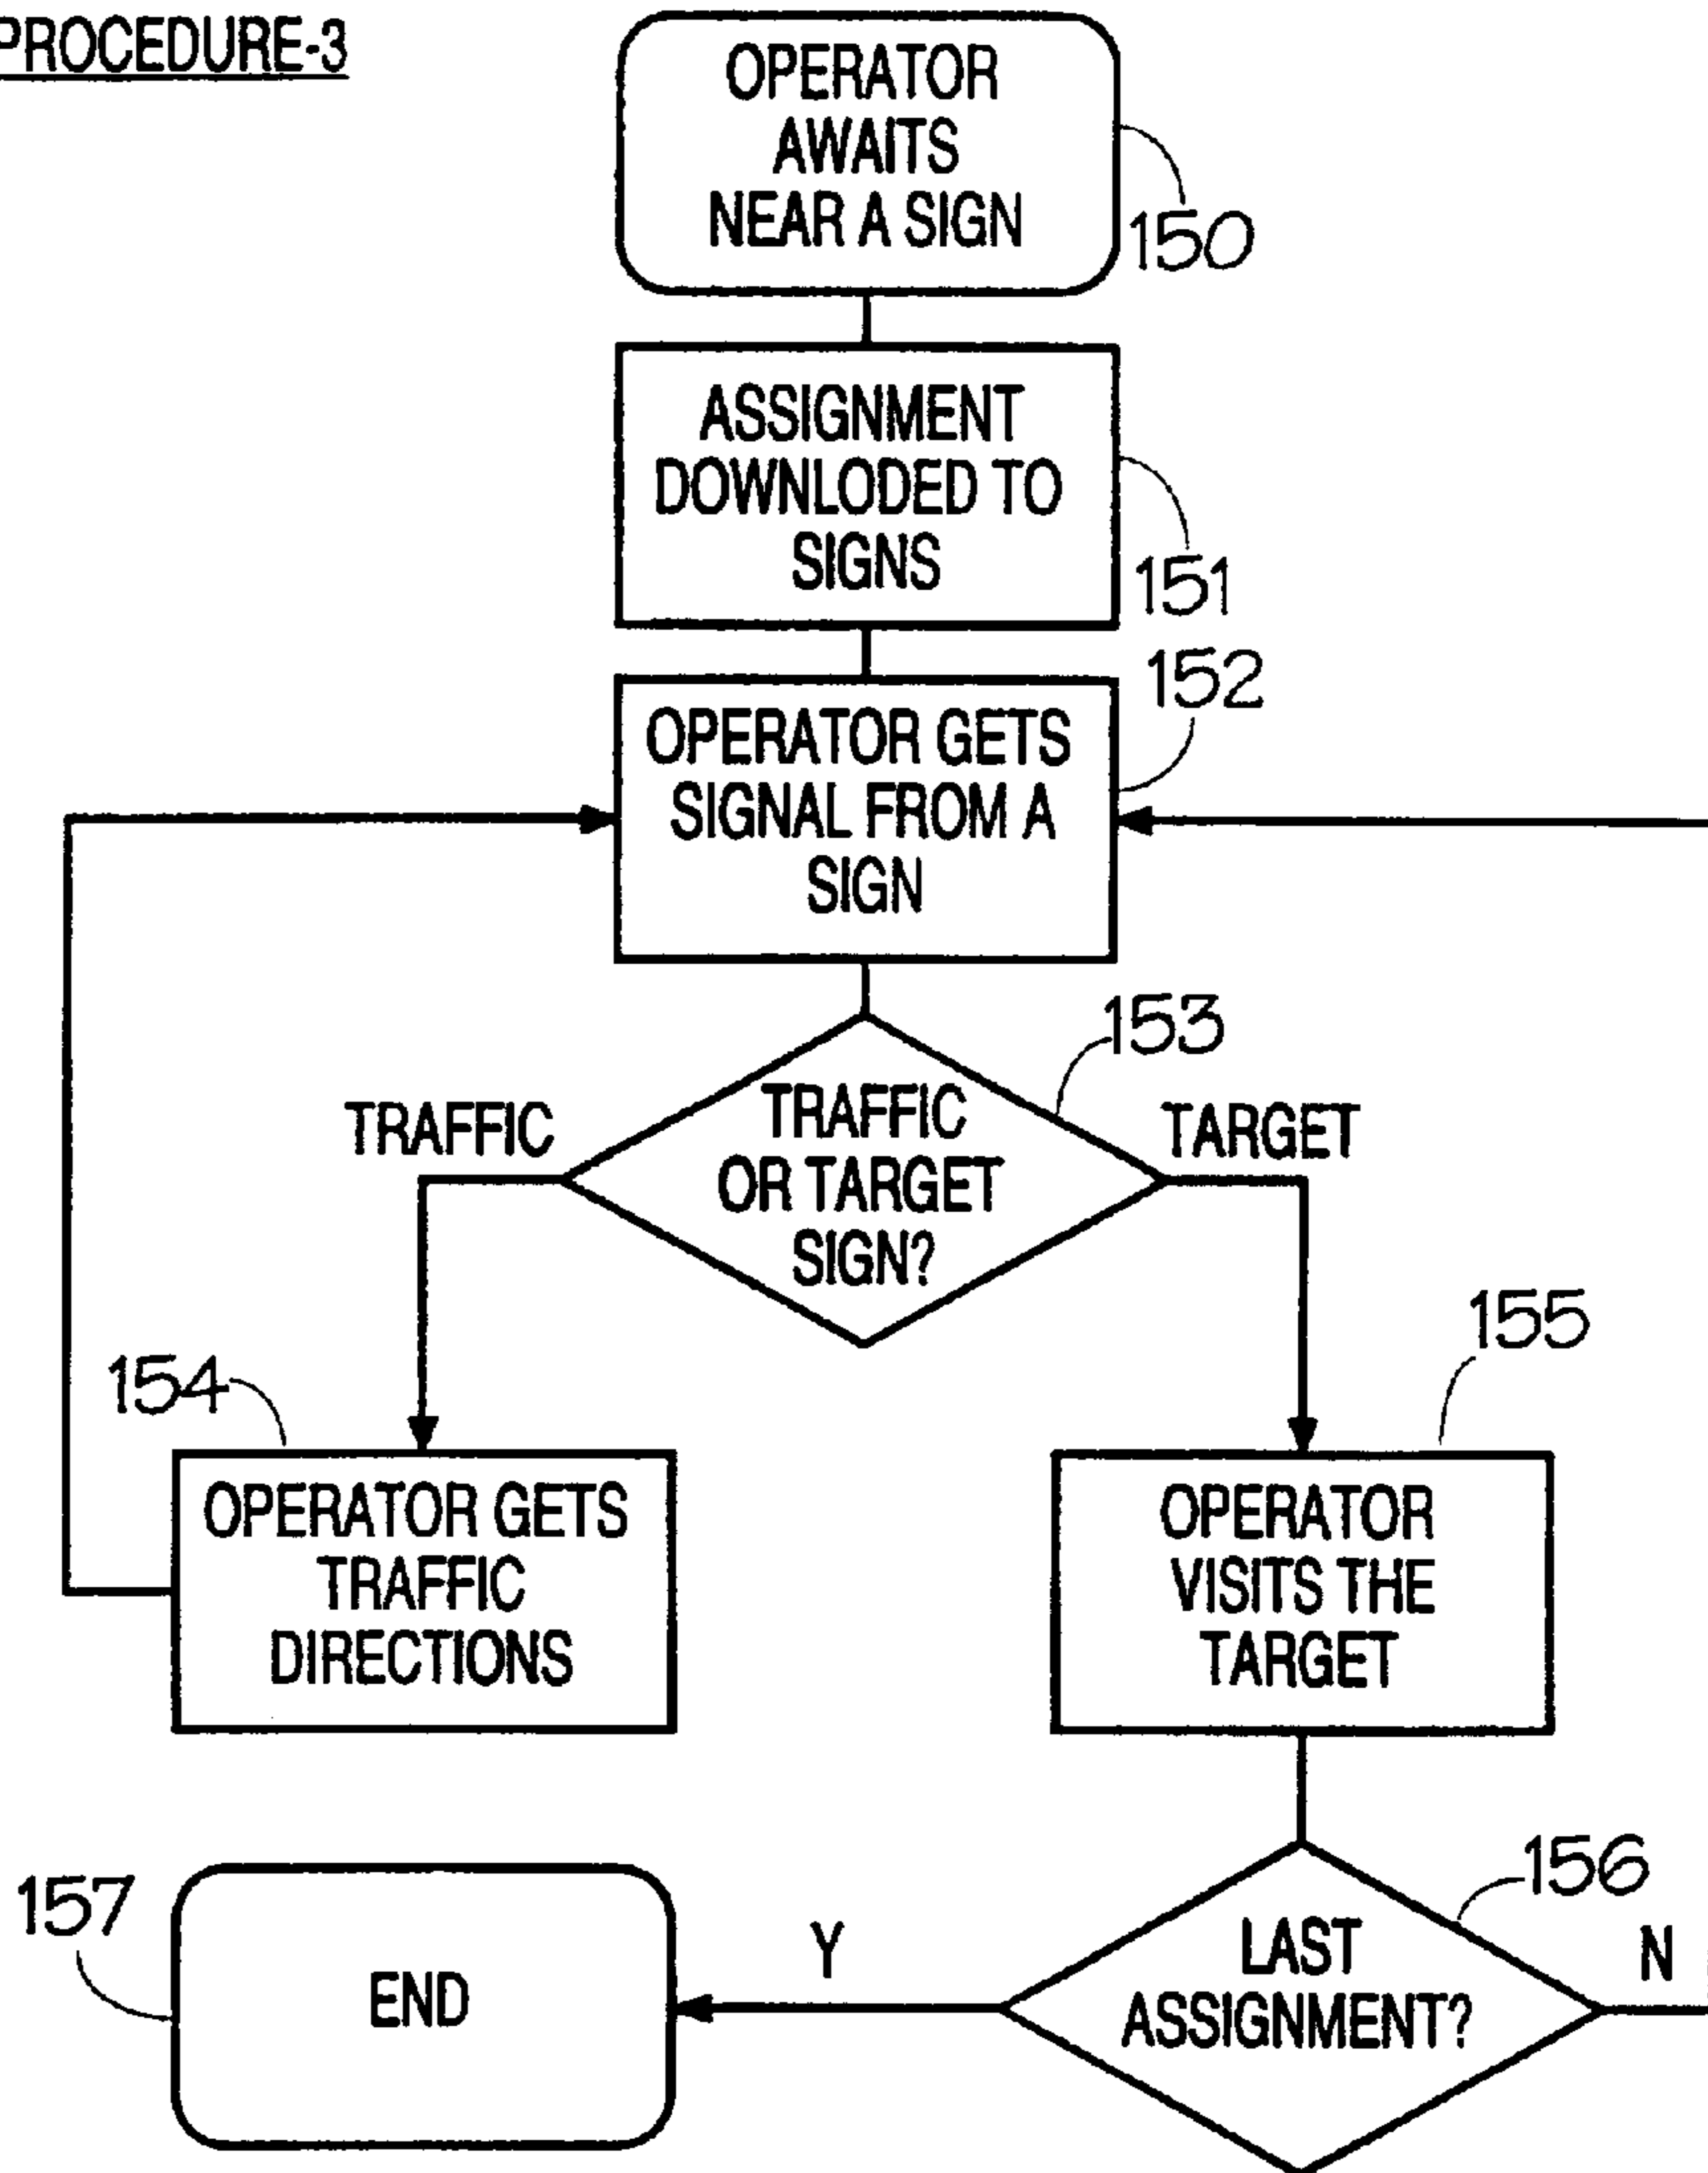 PROCEDURE-3
OPERATOR
AWAITS
NEAR A SIGN
150
ASSIGNMENT
DOWNLODED TO
SIGNS
151
152
OPERATOR GETS
SIGNAL FROM A
SIGN
153
TRAFFIC
TRAFFIC
OR TARGET
SIGN?
TARGET
154
155
OPERATOR GETS
TRAFFIC
DIRECTIONS
OPERATOR
VISITS THE
TARGET
156
157
END
Y
LAST
ASSIGNMENT?
N